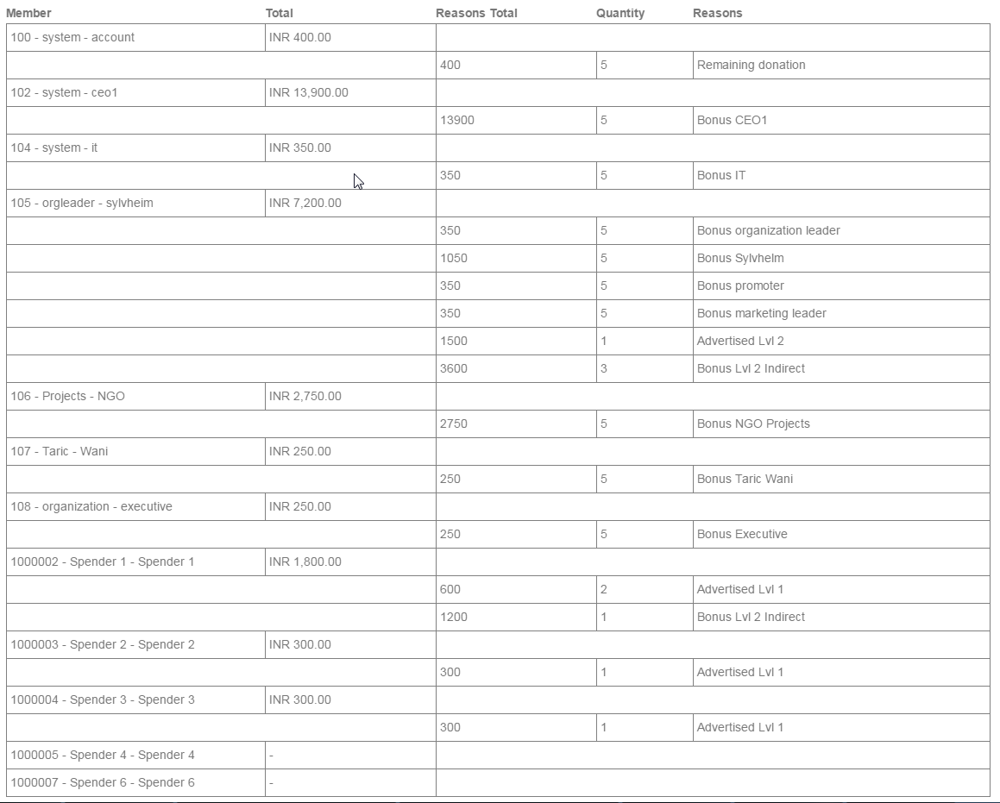 Member Total Reasons Total Quantity Reasons
100 - system - account INR 400.00
400 5 Remaining donation
102 - system - ceo1 INR 13,900.00
13900 5 Bonus CEO1
104 - system - it INR 350.00
350 5 Bonus IT
105 - orgleader - sylvheim INR 7,200.00
350 5 Bonus organization leader
1050 5 Bonus Sylvhelm
350 5 Bonus promoter
350 5 Bonus marketing leader
1500 1 Advertised Lvl 2
3600 3 Bonus Lvl 2 Indirect
106 - Projects - NGO INR 2,750.00
2750 5 Bonus NGO Projects
107 - Taric - Wani INR 250.00
250 5 Bonus Taric Wani
108 - organization - executive INR 250.00
250 5 Bonus Executive
1000002 - Spender 1 - Spender 1 INR 1,800.00
600 2 Advertised Lvl 1
1200 1 Bonus Lvl 2 Indirect
1000003 - Spender 2 - Spender 2 INR 300.00
300 1 Advertised Lvl 1
1000004 - Spender 3 - Spender 3 INR 300.00
300 1 Advertised Lvl 1
1000005 - Spender 4 - Spender 4 -
1000007 - Spender 6 - Spender 6 -